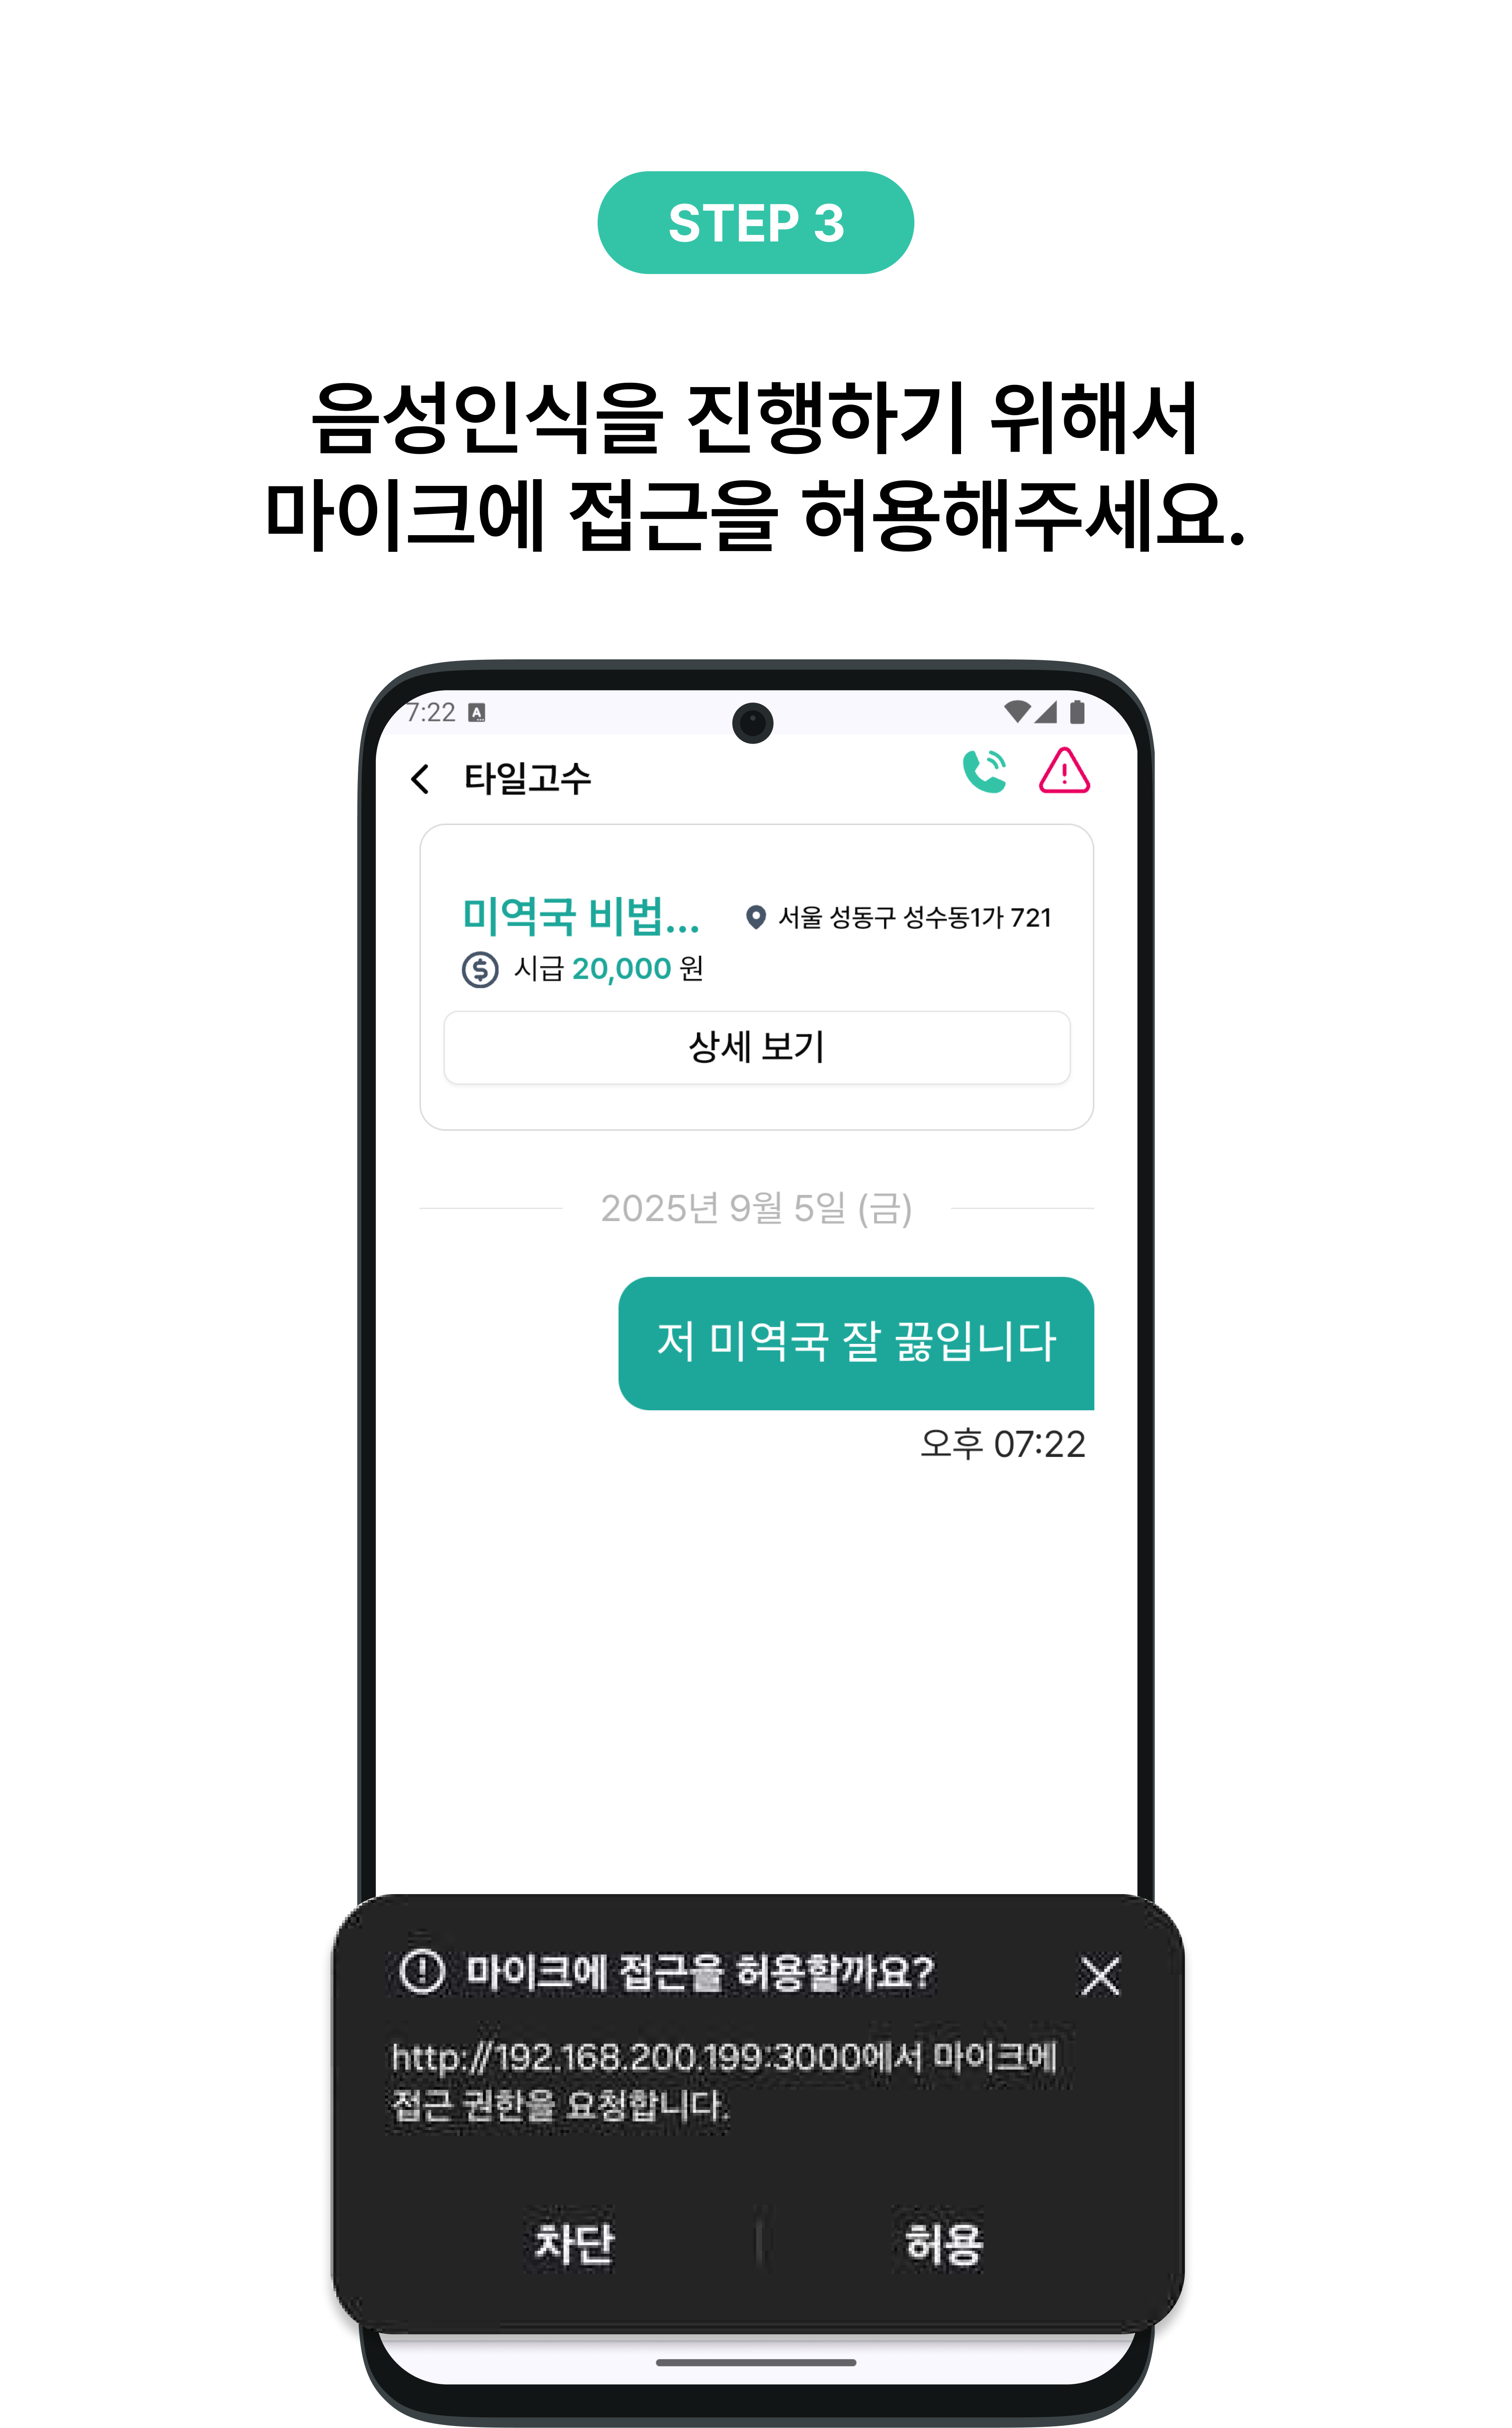 STEP 3
음성인식을 진행하기 위해서
마이크에 접근을 허용해주세요.
7:22 A
타일고수
미역국 비법...
서울 성동구 성수동1가 721
시급 20,000 원
상세 보기
2025년 9월 5일 (금)
저 미역국 잘 끓입니다
오후 07:22
마이크에 접근을 허용할까요?
http://192.168.200.199:3000에서 마이크에
접근 권한을 요청합니다.
차단 허용